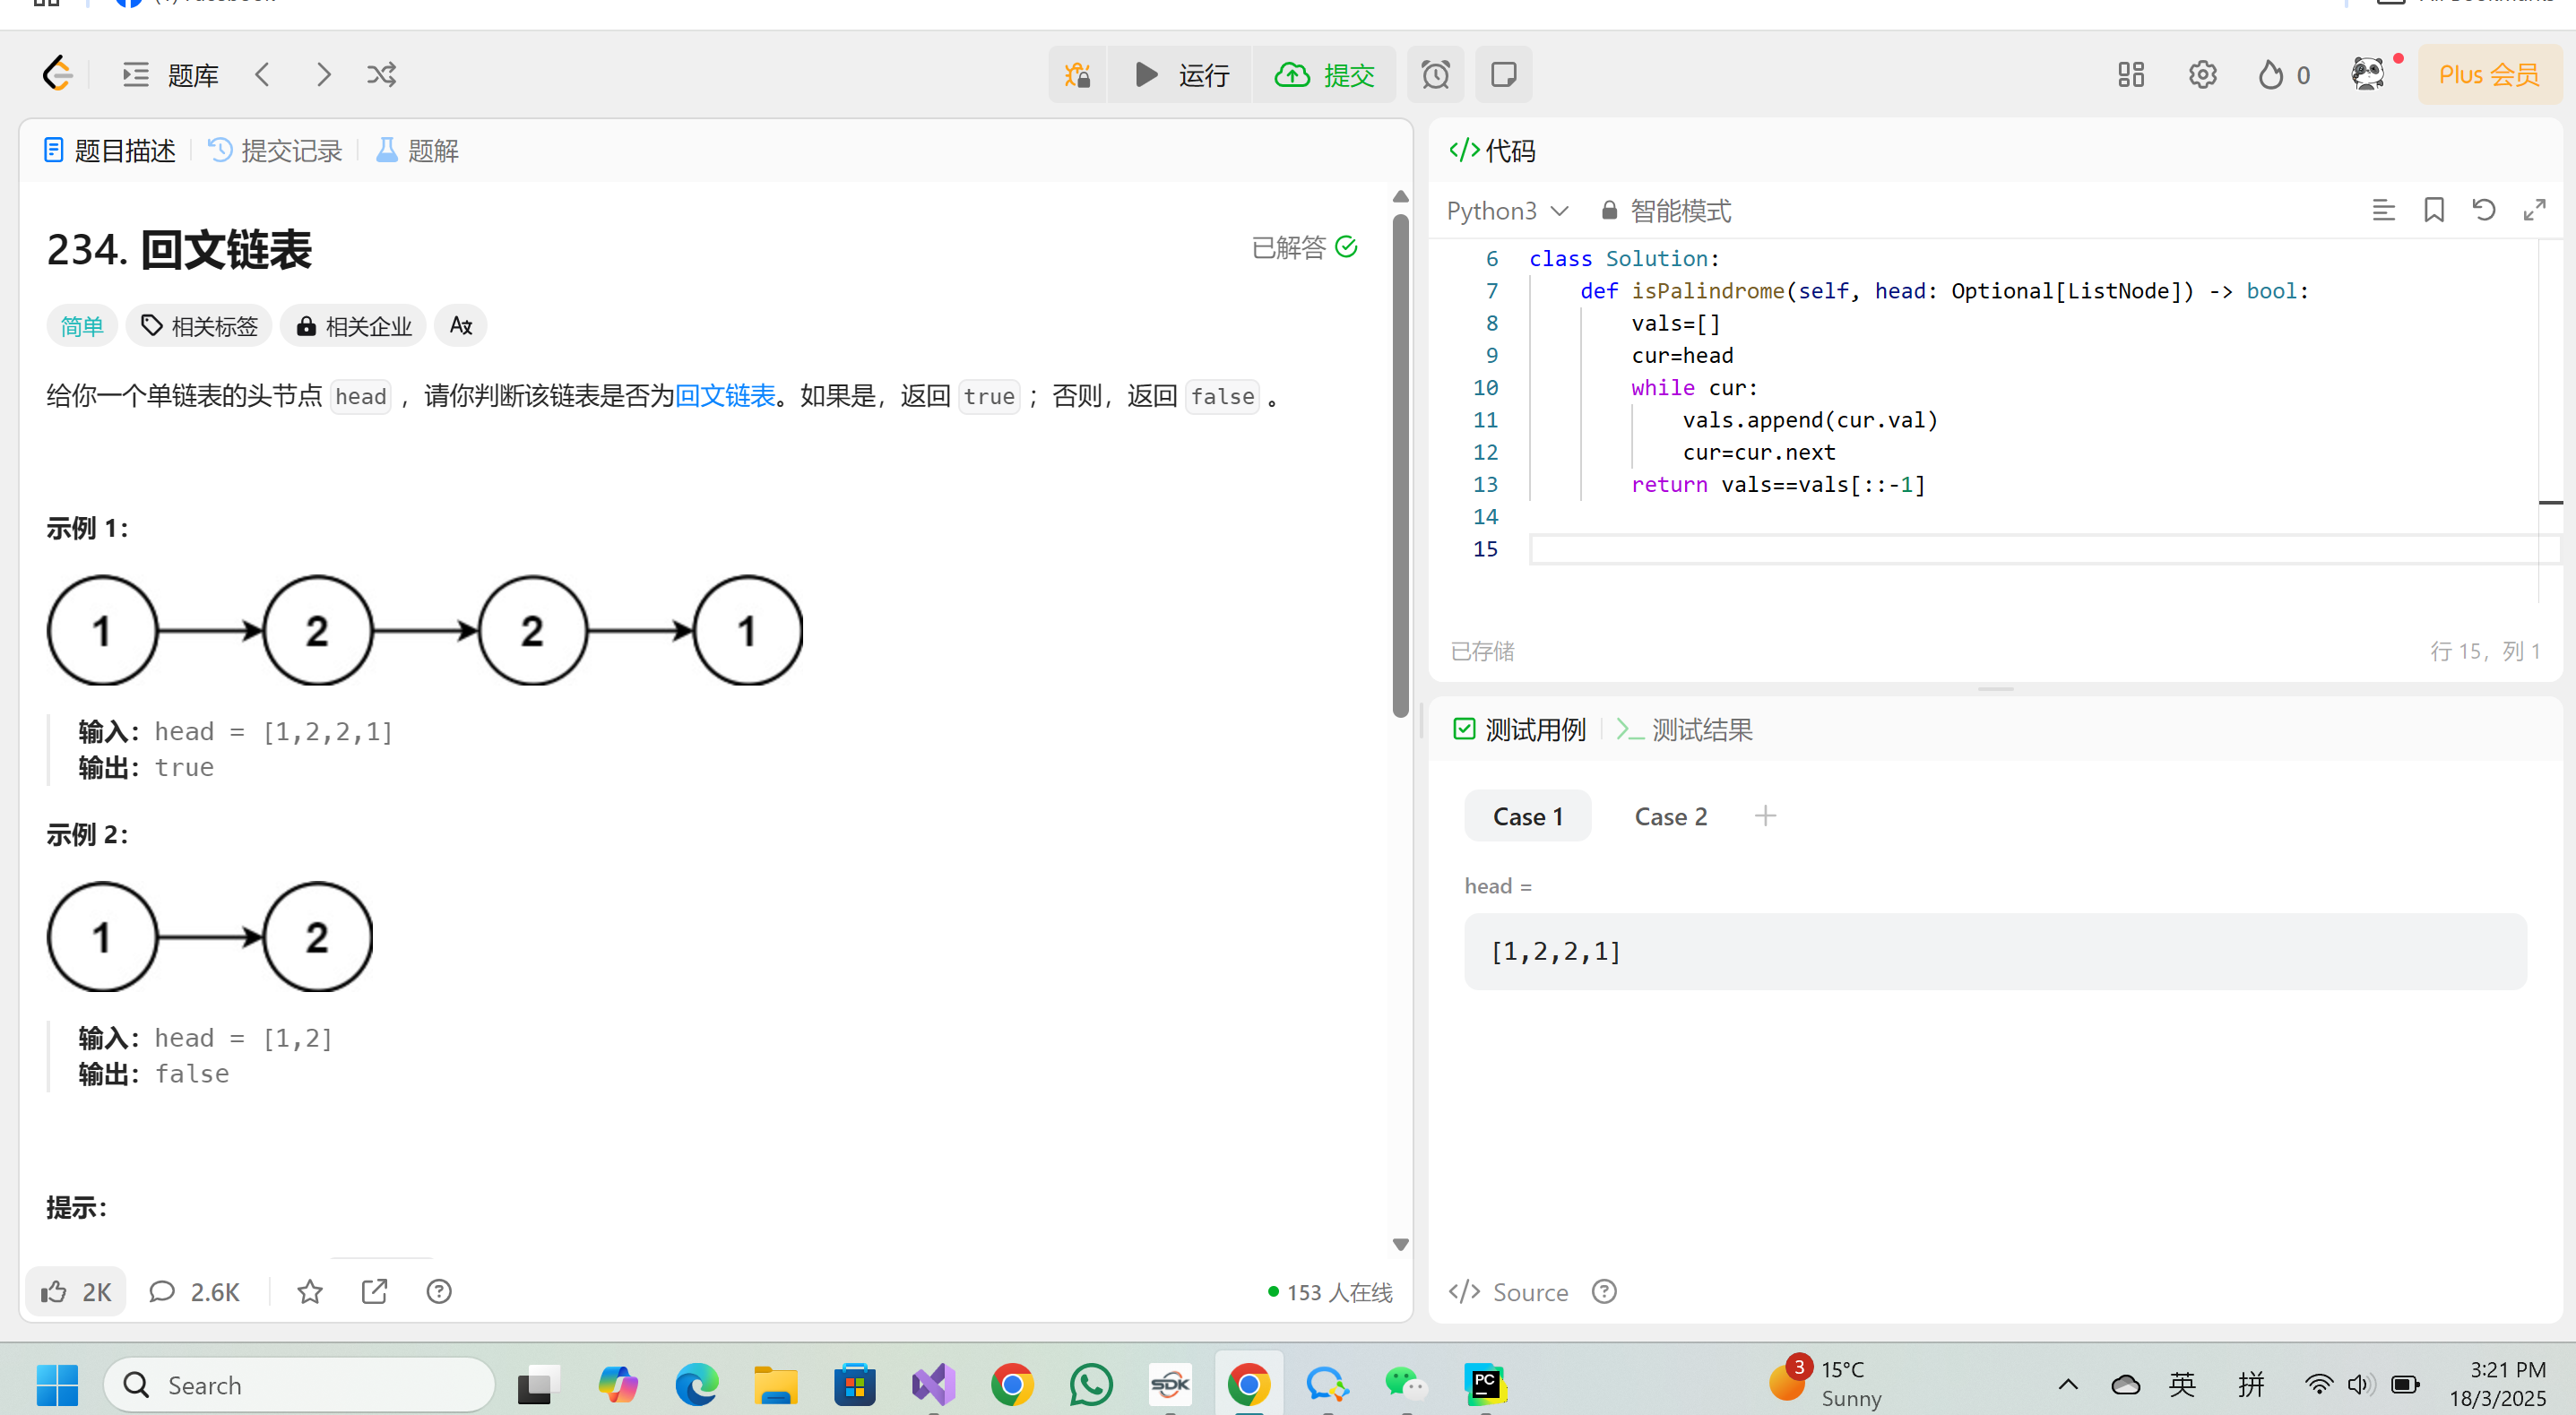 题库
运行
提交
0
Plus 会员
题目描述
提交记录
题解
234. 回文链表
已解答
简单
相关标签
相关企业
给你一个单链表的头节点 head ，请你判断该链表是否为回文链表。如果是，返回 true ；否则，返回 false 。
示例 1：
1 2 2 1
输入：head = [1,2,2,1]
输出：true
示例 2：
1 2
输入：head = [1,2]
输出：false
提示：
2K
2.6K
153 人在线
代码
Python3
智能模式
6 class Solution:
7 def isPalindrome(self, head: Optional[ListNode]) -> bool:
8 vals=[]
9 cur=head
10 while cur:
11 vals.append(cur.val)
12 cur=cur.next
13 return vals==vals[::-1]
14
15
已存储
行 15，列 1
测试用例
测试结果
Case 1
Case 2
head =
[1,2,2,1]
Source
Search
SDK
PC
3
15°C
Sunny
英
拼
3:21 PM
18/3/2025